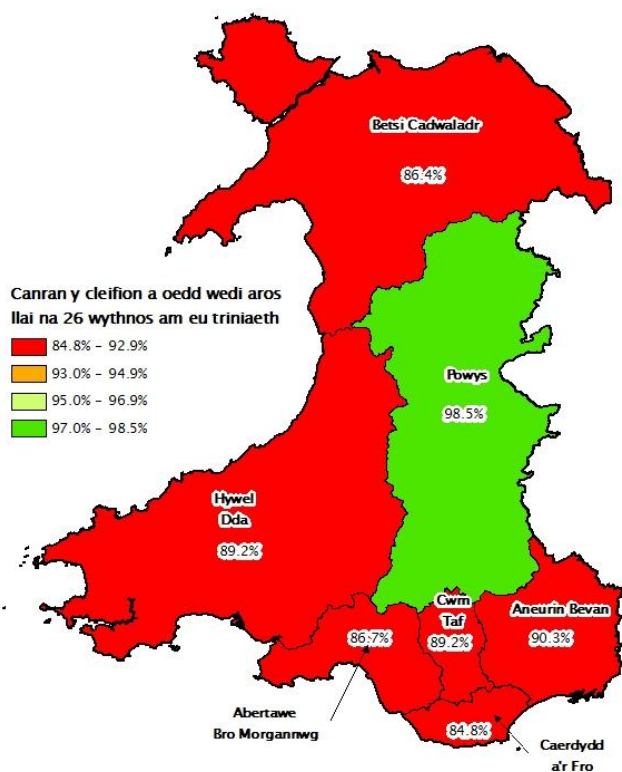 Betsi Cadwaladr
86.4%
Canran y cleifion a oedd wedi aros
llai na 26 wythnos am eu triniaeth
84.8% – 92.9%
93.0% – 94.9%
95.0% – 96.9%
97.0% – 98.5%
Powys
98.5%
Hywel
Dda
89.2%
Cwm
Taf
89.2%
Aneurin Bevan
90.3%
86.7%
Abertawe
Bro Morgannwg
84.8%
Caerdydd
a'r Fro